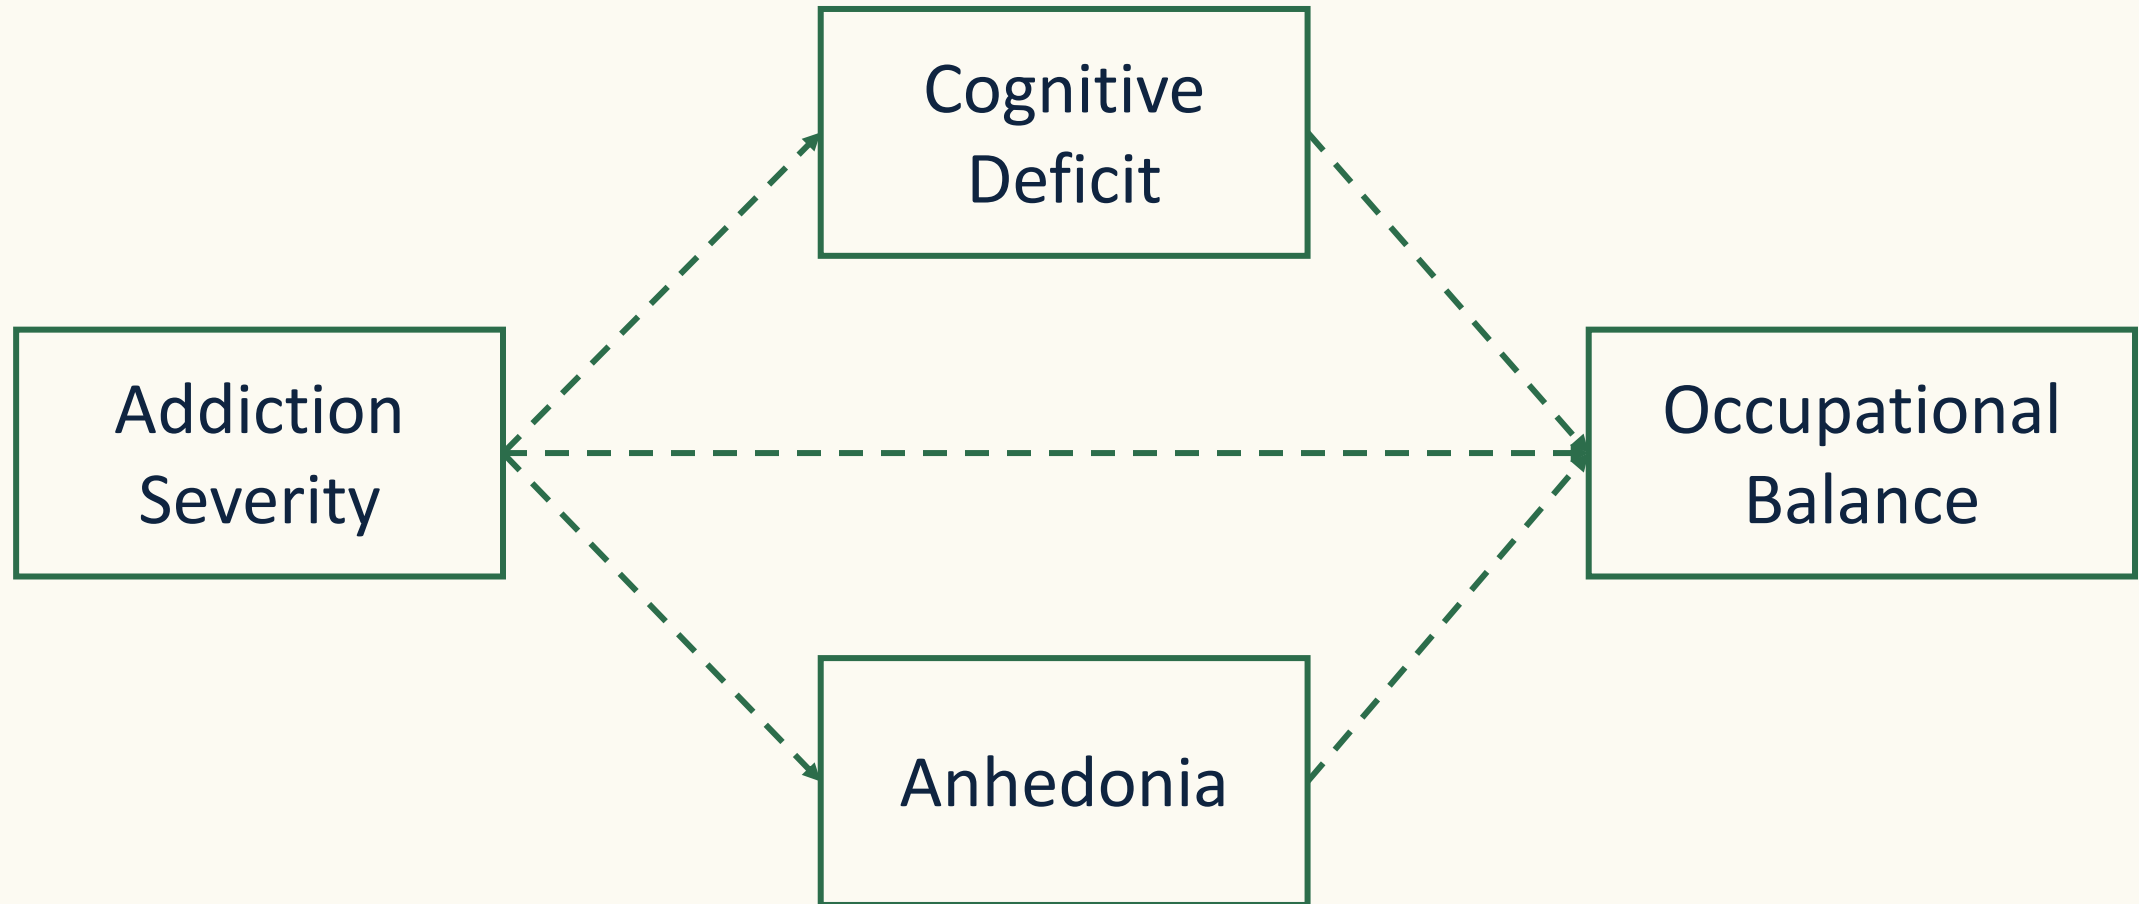 Cognitive
Deficit
Addiction
Severity
Occupational
Balance
Anhedonia